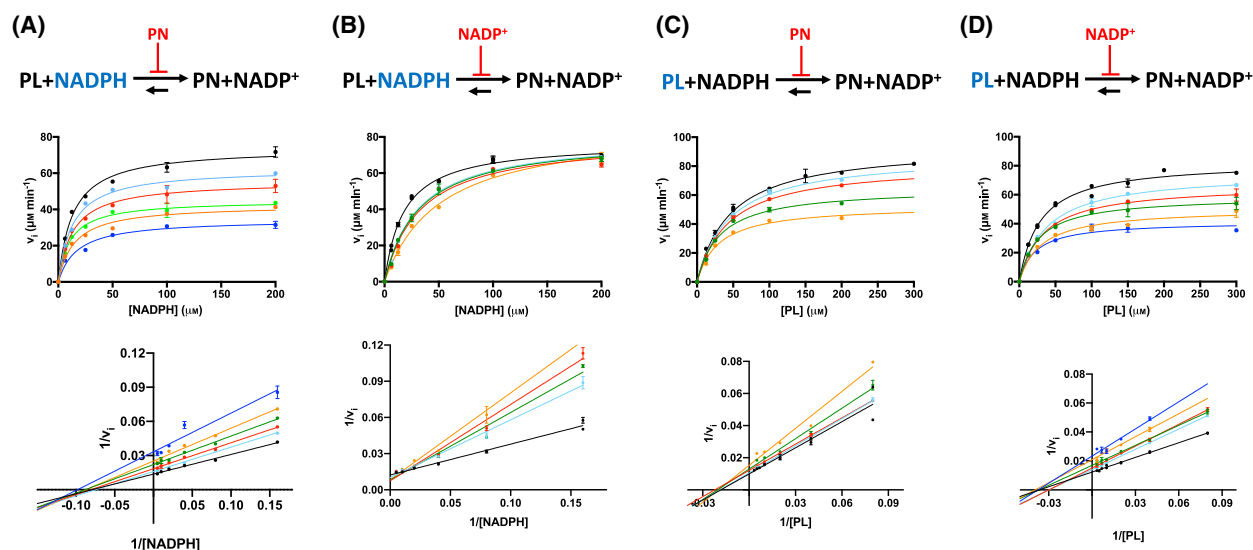 (A)
PN
PL+NADPH PN+NADP⁺
80
60
40
20
0
vᵢ (μM min⁻¹)
0 50 100 150 200
[NADPH] (μM)
0.12
0.09
0.06
0.03
1/vᵢ
-0.10 -0.05 0.05 0.10 0.15
1/[NADPH]
(B)
NADP⁺
PL+NADPH PN+NADP⁺
80
60
40
20
0
vᵢ (μM min⁻¹)
0 50 100 150 200
[NADPH] (μM)
0.12
0.09
0.06
0.03
0.00
1/vᵢ
0.00 0.05 0.10 0.15
1/[NADPH]
(C)
PN
PL+NADPH PN+NADP⁺
100
80
60
40
20
0
vᵢ (μM min⁻¹)
0 50 100 150 200 250 300
[PL] (μM)
0.08
0.06
0.04
0.02
1/vᵢ
-0.03 0.00 0.03 0.06 0.09
1/[PL]
(D)
NADP⁺
PL+NADPH PN+NADP⁺
100
80
60
40
20
0
vᵢ (μM min⁻¹)
0 50 100 150 200 250 300
[PL] (μM)
0.08
0.06
0.04
0.02
1/vᵢ
-0.03 0.00 0.03 0.06 0.09
1/[PL]